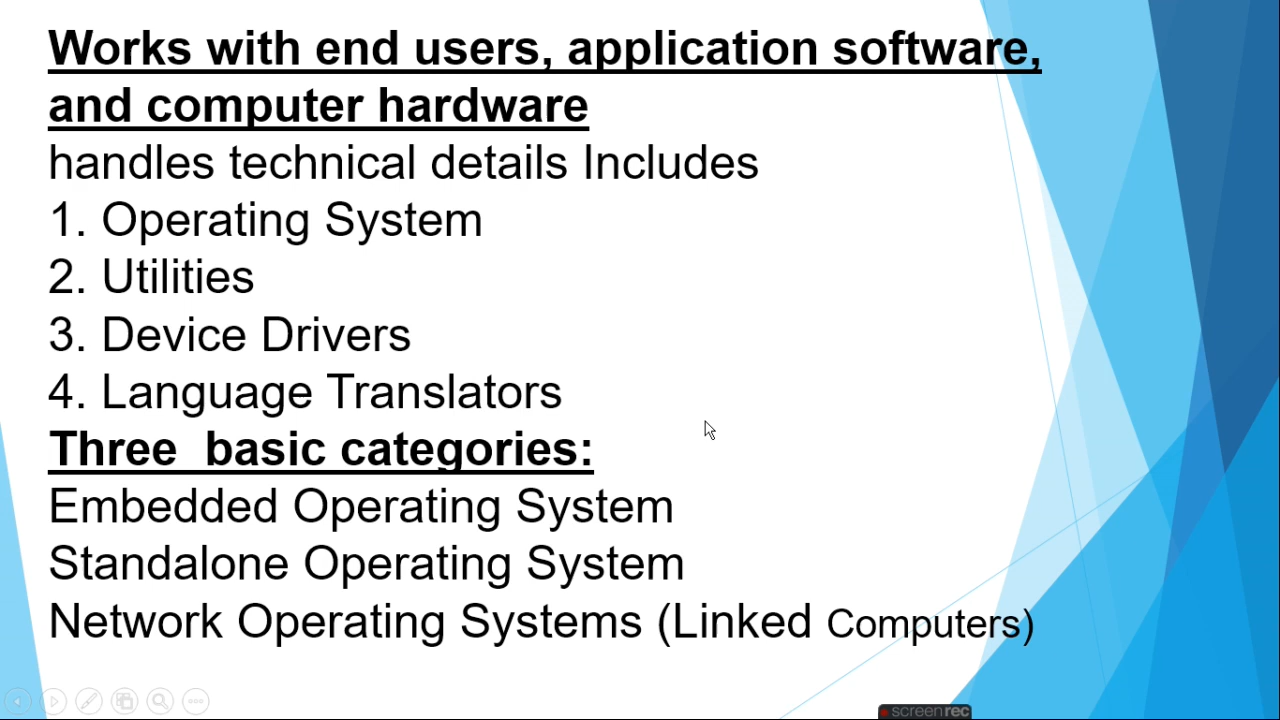 Works with end users, application software,
and computer hardware
handles technical details Includes
1. Operating System
2. Utilities
3. Device Drivers
4. Language Translators
Three  basic categories:
Embedded Operating System
Standalone Operating System
Network Operating Systems (Linked Computers)
screenrec